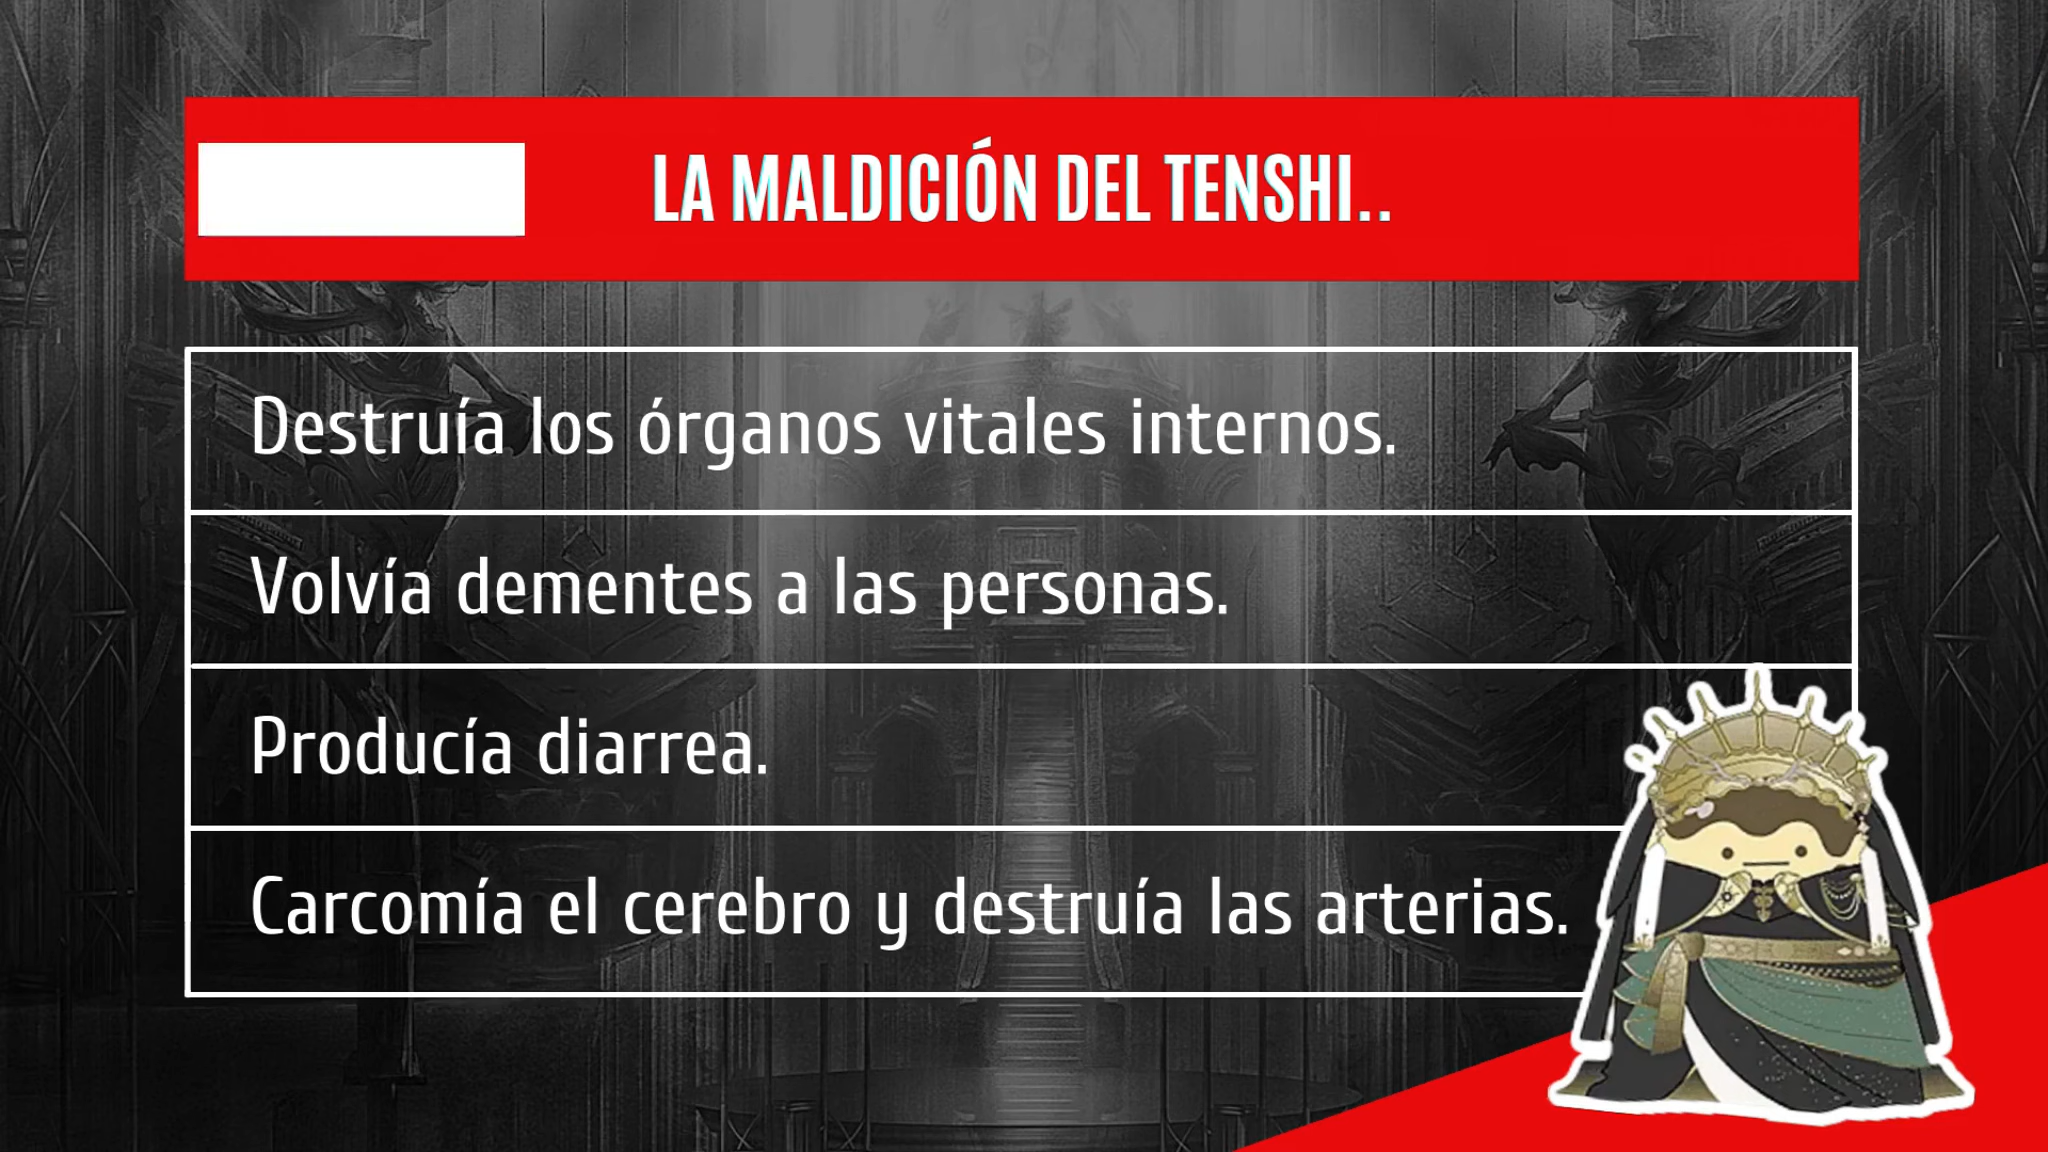 LA MALDICIÓN DEL TENSHI..
Destruía los órganos vitales internos.
Volvía dementes a las personas.
Producía diarrea.
Carcomía el cerebro y destruía las arterias.